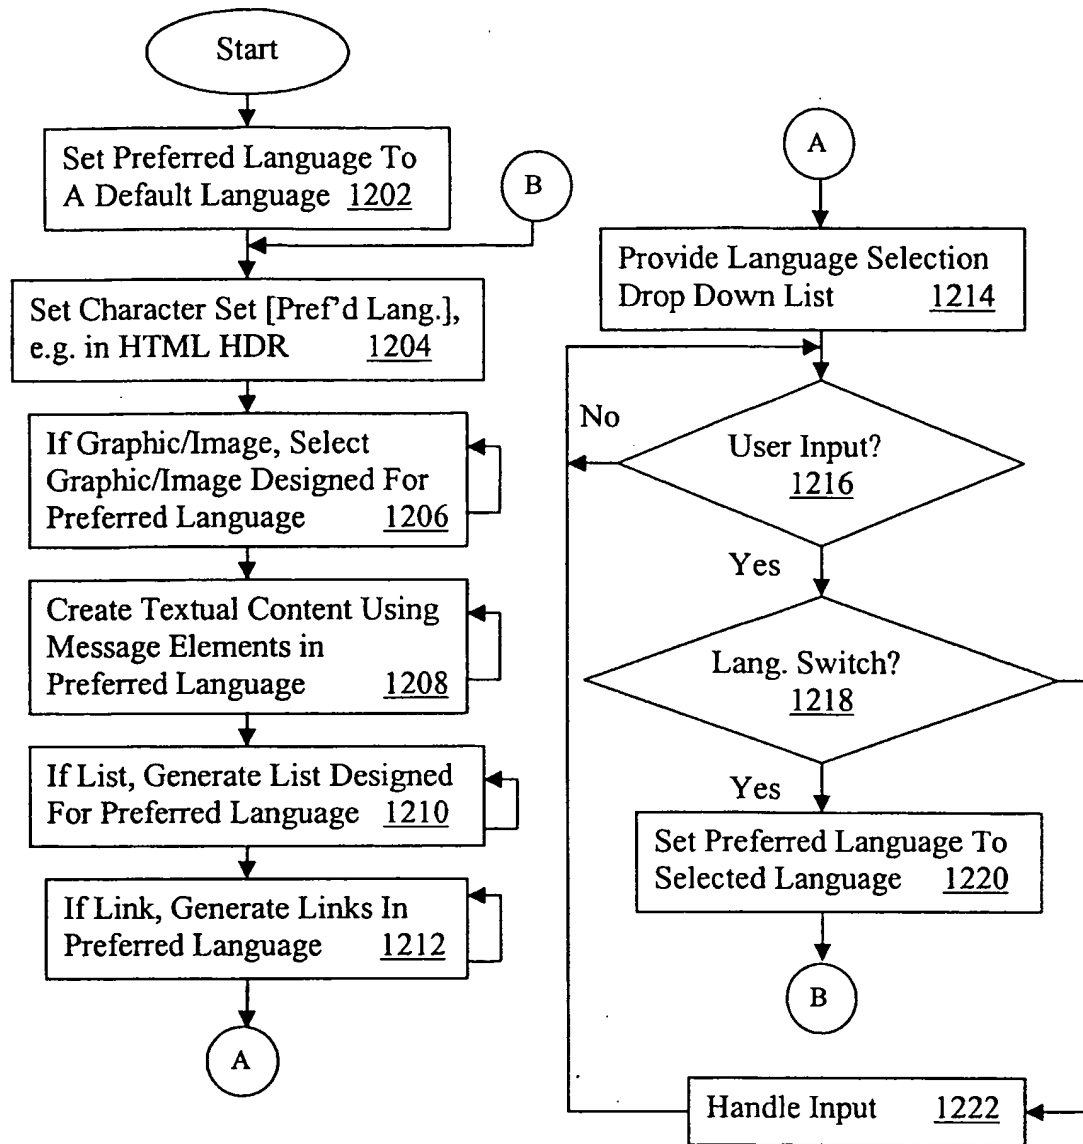 Start
Set Preferred Language To
A Default Language 1202
B
Set Character Set [Pref'd Lang.],
e.g. in HTML HDR 1204
If Graphic/Image, Select
Graphic/Image Designed For
Preferred Language 1206
Create Textual Content Using
Message Elements in
Preferred Language 1208
If List, Generate List Designed
For Preferred Language 1210
If Link, Generate Links In
Preferred Language 1212
A
A
Provide Language Selection
Drop Down List 1214
No
User Input?
1216
Yes
Lang. Switch?
1218
Yes
Set Preferred Language To
Selected Language 1220
B
Handle Input 1222